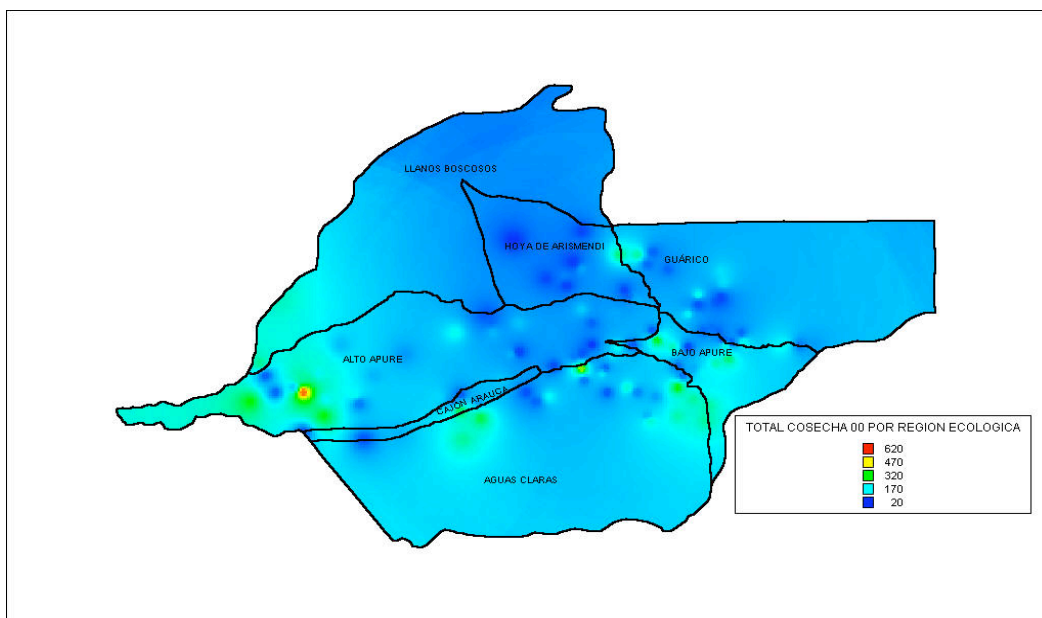 LLANOS BOSCOSOS
HOYA DE ARISMENDI
GUÁRICO
ALTO APURE
BAJO APURE
CAJÓN ARAUCA
AGUAS CLARAS
TOTAL COSECHA 00 POR REGION ECOLOGICA
620
470
320
170
20